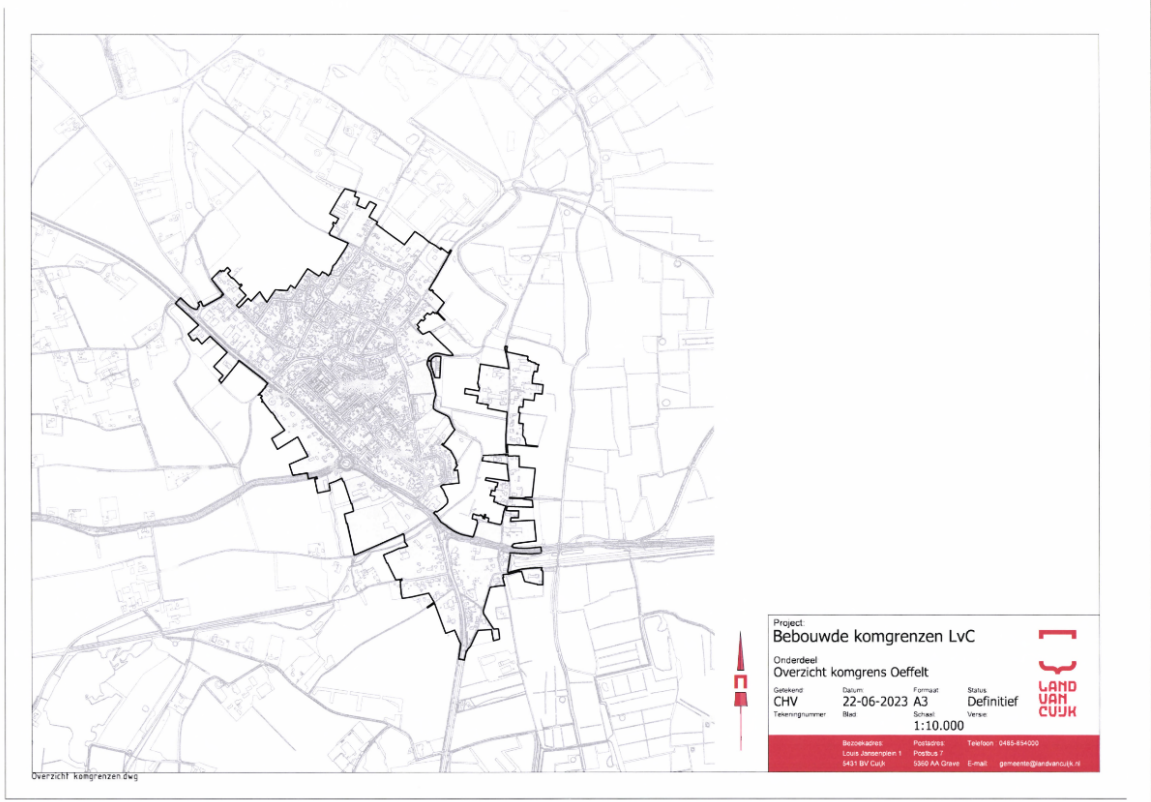 Project:
Bebouwde komgrenzen LvC
Onderdeel
Overzicht komgrens Oeffelt
Getekend Datum: Formaat Status
CHV 22-06-2023 A3 Definitief
Tekeningnummer Blad Schaal: Versie:
1:10.000
LAND
VAN
CUIJK
Bezoekadres: Postadres: Telefoon: 0485-854000
Louis Jansenplein 1 Postbus 7
5431 BV Cuijk 5360 AA Grave E-mail: gemeente@landvancuijk.nl
Overzicht komgrenzen.dwg